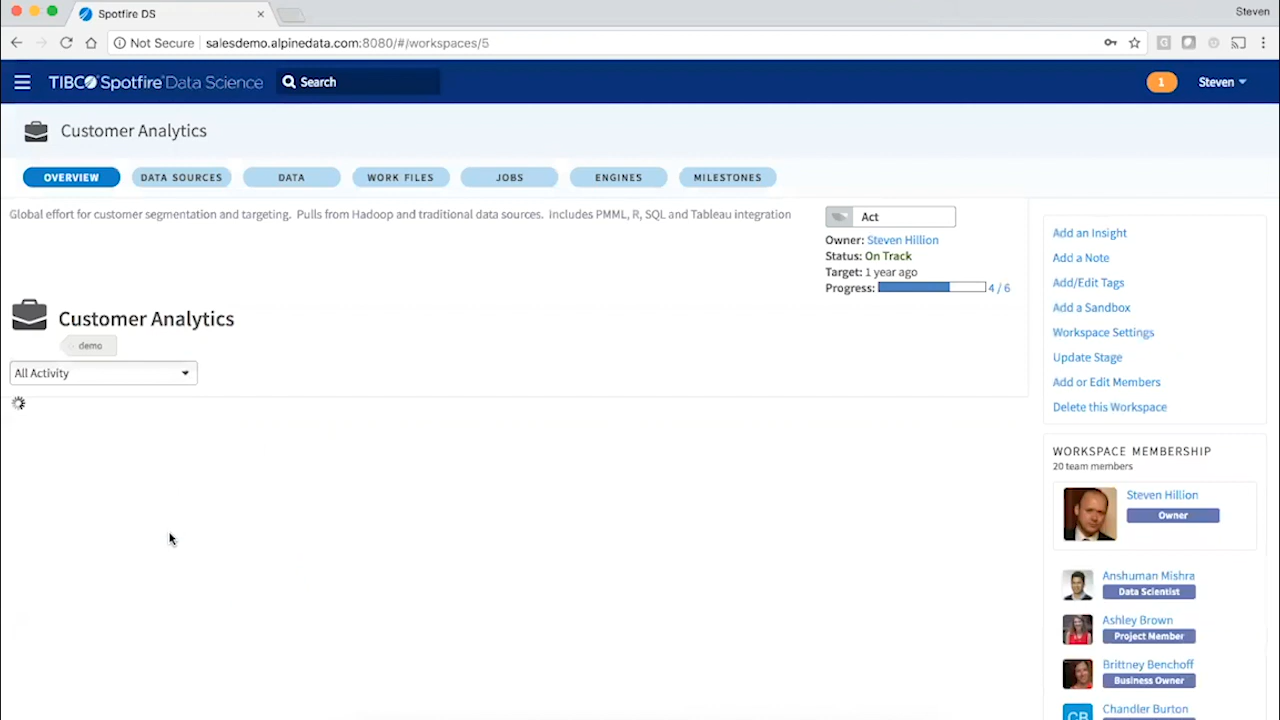 Spotfire DS
Steven
Not Secure
salesdemo.alpinedata.com:8080/#/workspaces/5
TIBCO Spotfire Data Science
Search
1
Steven
Customer Analytics
OVERVIEW
DATA SOURCES
DATA
WORK FILES
JOBS
ENGINES
MILESTONES
Global effort for customer segmentation and targeting. Pulls from Hadoop and traditional data sources. Includes PMML, R, SQL and Tableau integration
Act
Owner: Steven Hillion
Status: On Track
Target: 1 year ago
Progress: 4 / 6
Customer Analytics
demo
All Activity
Add an Insight
Add a Note
Add/Edit Tags
Add a Sandbox
Workspace Settings
Update Stage
Add or Edit Members
Delete this Workspace
WORKSPACE MEMBERSHIP
20 team members
Steven Hillion
Owner
Anshuman Mishra
Data Scientist
Ashley Brown
Project Member
Brittney Benchoff
Business Owner
CB
Chandler Burton